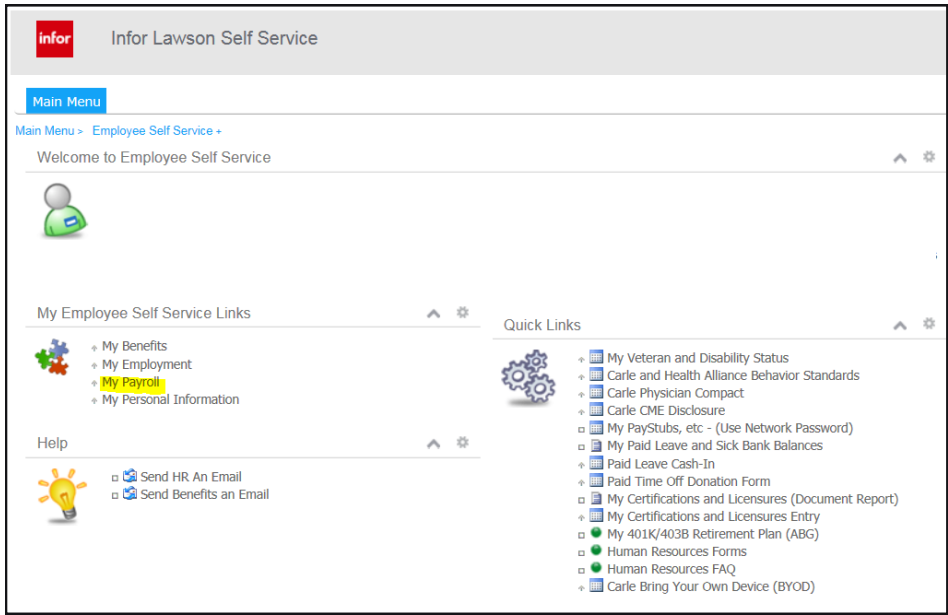 infor
Infor Lawson Self Service
Main Menu
Main Menu > Employee Self Service +
Welcome to Employee Self Service
My Employee Self Service Links
My Benefits
My Employment
My Payroll
My Personal Information
Help
Send HR An Email
Send Benefits an Email
Quick Links
My Veteran and Disability Status
Carle and Health Alliance Behavior Standards
Carle Physician Compact
Carle CME Disclosure
My PayStubs, etc - (Use Network Password)
My Paid Leave and Sick Bank Balances
Paid Leave Cash-In
Paid Time Off Donation Form
My Certifications and Licensures (Document Report)
My Certifications and Licensures Entry
My 401K/403B Retirement Plan (ABG)
Human Resources Forms
Human Resources FAQ
Carle Bring Your Own Device (BYOD)